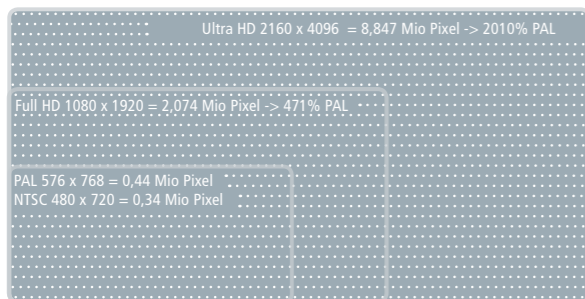 Ultra HD 2160 x 4096 = 8,847 Mio Pixel -> 2010% PAL
Full HD 1080 x 1920 = 2,074 Mio Pixel -> 471% PAL
PAL 576 x 768 = 0,44 Mio Pixel
NTSC 480 x 720 = 0,34 Mio Pixel